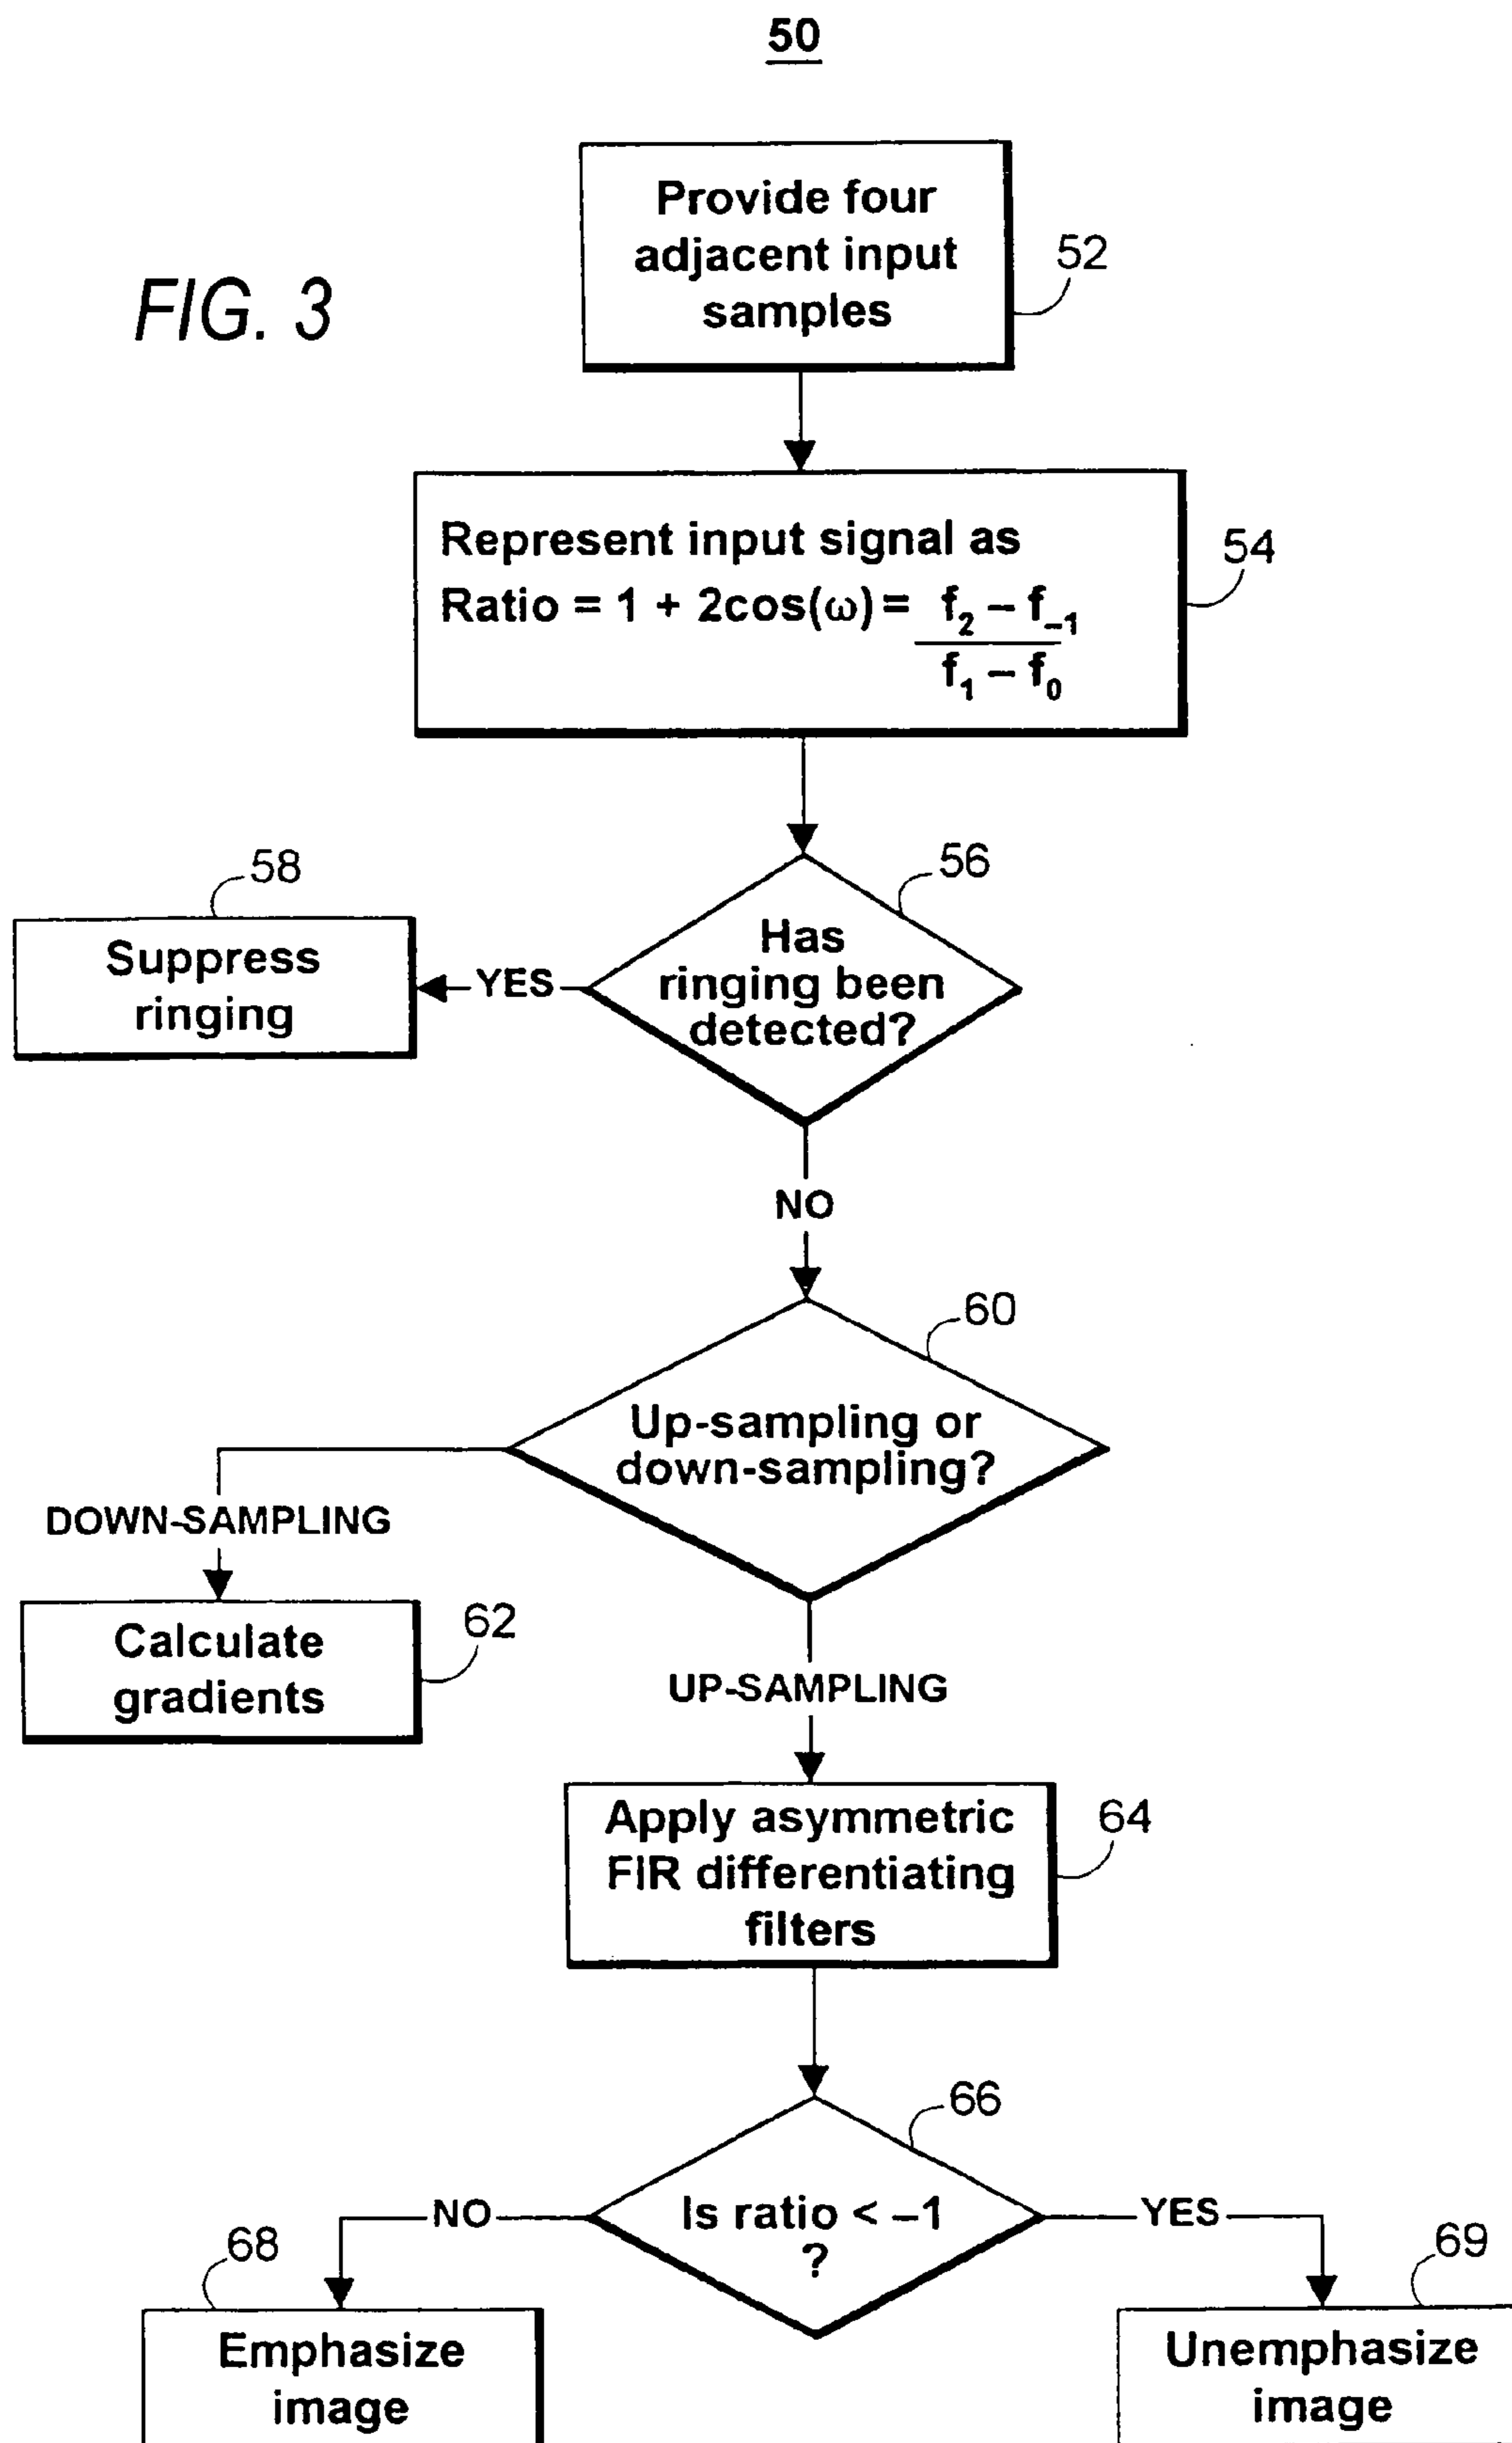 50
FIG. 3
Provide four
adjacent input
samples
52
Represent input signal as
Ratio = 1 + 2cos(ω) = f₂ – f₋₁
f₁ – f₀
54
56
58
Has
ringing been
detected?
YES
Suppress
ringing
NO
60
Up-sampling or
down-sampling?
DOWN-SAMPLING
Calculate
gradients
62
UP-SAMPLING
Apply asymmetric
FIR differentiating
filters
64
66
Is ratio < –1
?
NO
YES
68
69
Emphasize
image
Unemphasize
image